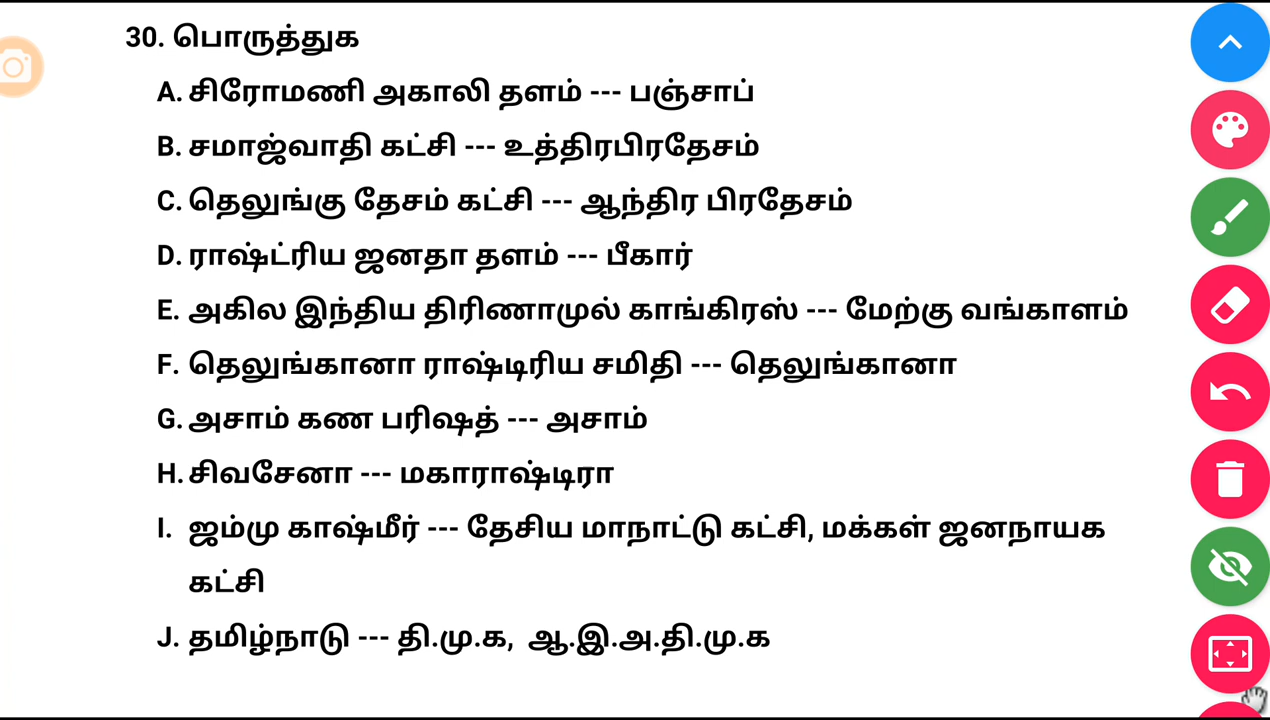 30. பொருத்துக
A. சிரோமணி அகாலி தளம் --- பஞ்சாப்
B. சமாஜ்வாதி கட்சி --- உத்திரபிரதேசம்
C. தெலுங்கு தேசம் கட்சி --- ஆந்திர பிரதேசம்
D. ராஷ்ட்ரிய ஜனதா தளம் --- பீகார்
E. அகில இந்திய திரிணாமுல் காங்கிரஸ் --- மேற்கு வங்காளம்
F. தெலுங்கானா ராஷ்டிரிய சமிதி --- தெலுங்கானா
G. அசாம் கண பரிஷத் --- அசாம்
H. சிவசேனா --- மகாராஷ்டிரா
I. ஜம்மு காஷ்மீர் --- தேசிய மாநாட்டு கட்சி, மக்கள் ஜனநாயக
கட்சி
J. தமிழ்நாடு --- தி.மு.க, ஆ.இ.அ.தி.மு.க